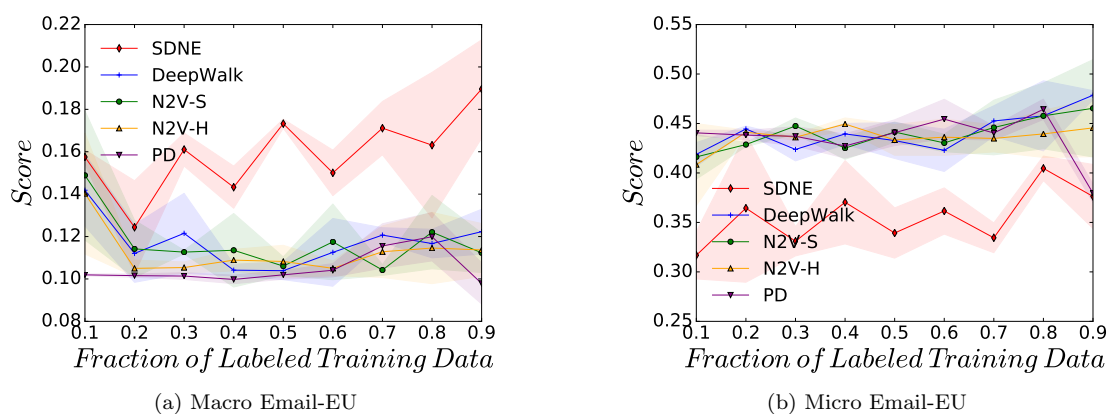 0.22
0.20
0.18
0.16
0.14
0.12
0.10
0.08
Score
SDNE
DeepWalk
N2V-S
N2V-H
PD
0.1 0.2 0.3 0.4 0.5 0.6 0.7 0.8 0.9
Fraction of Labeled Training Data
(a) Macro Email-EU
0.55
0.50
0.45
0.40
0.35
0.30
0.25
Score
SDNE
DeepWalk
N2V-S
N2V-H
PD
0.1 0.2 0.3 0.4 0.5 0.6 0.7 0.8 0.9
Fraction of Labeled Training Data
(b) Micro Email-EU